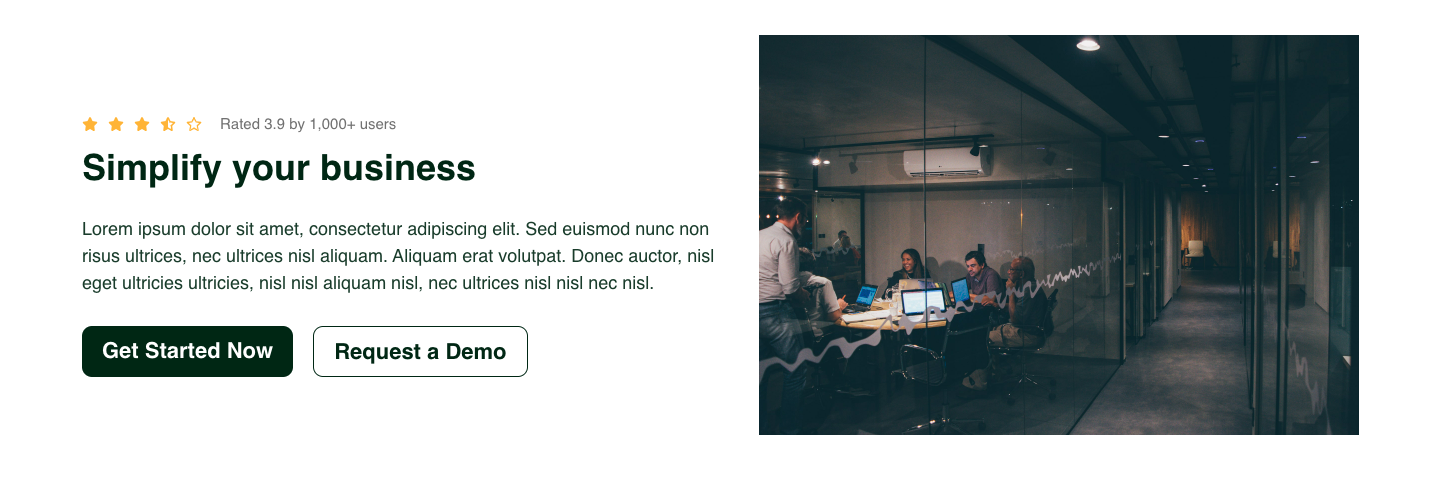 Rated 3.9 by 1,000+ users
Simplify your business
Lorem ipsum dolor sit amet, consectetur adipiscing elit. Sed euismod nunc non
risus ultrices, nec ultrices nisl aliquam. Aliquam erat volutpat. Donec auctor, nisl
eget ultricies ultricies, nisl nisl aliquam nisl, nec ultrices nisl nisl nec nisl.
Get Started Now
Request a Demo